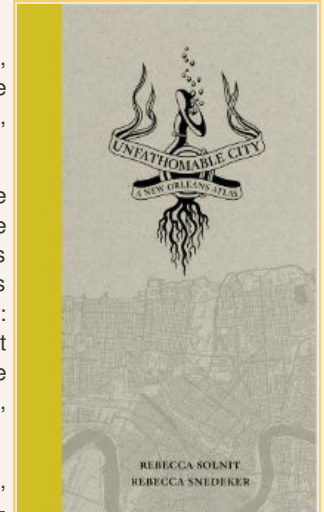 ,
e
,
e
e
s
s
:
t
e
,
,
UNFATHOMABLE CITY
A NEW ORLEANS ATLAS
REBECCA SOLNIT
REBECCA SNEDEKER